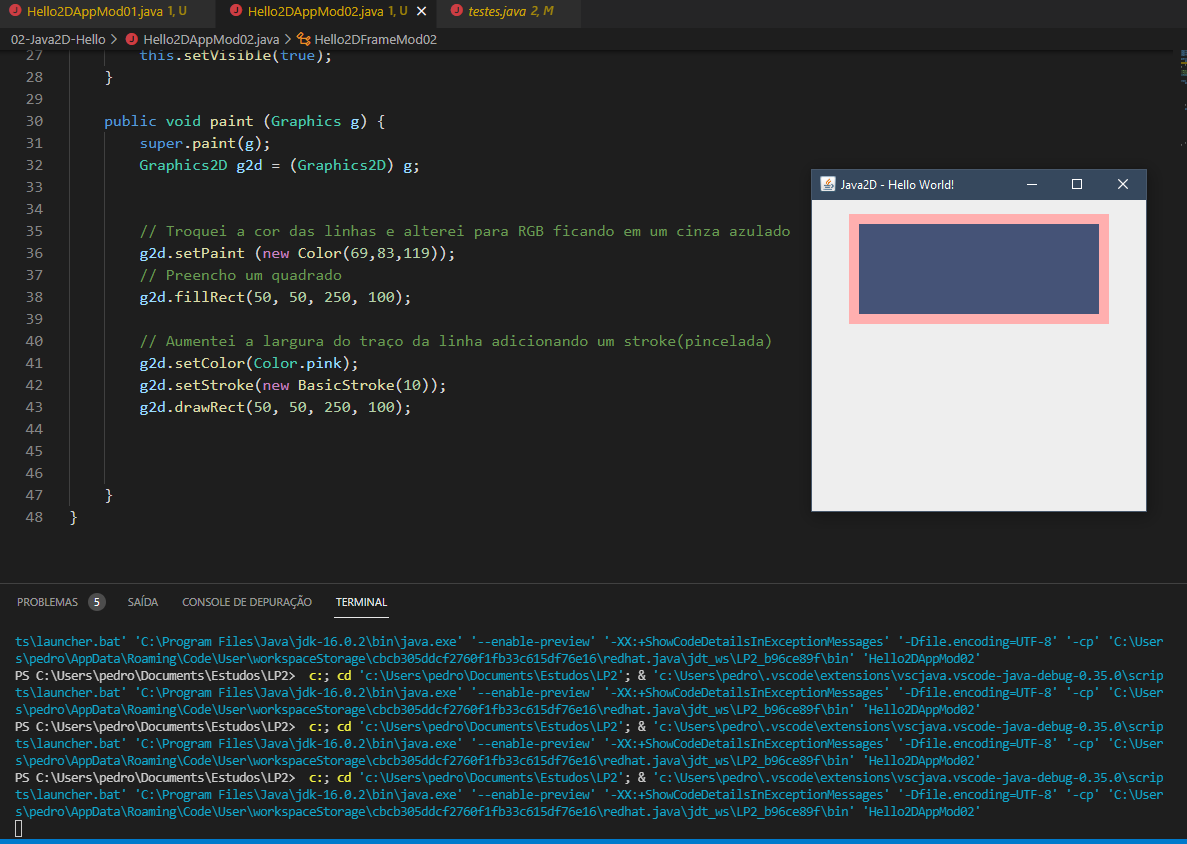 Hello2DAppMod01.java 1, U Hello2DAppMod02.java 1, U testes.java 2, M
02-Java2D-Hello > Hello2DAppMod02.java > Hello2DFrameMod02
27 this.setVisible(true);
28 }
29
30 public void paint (Graphics g) {
31 super.paint(g);
32 Graphics2D g2d = (Graphics2D) g;
33
34
35 // Troquei a cor das linhas e alterei para RGB ficando em um cinza azulado
36 g2d.setPaint (new Color(69,83,119));
37 // Preencho um quadrado
38 g2d.fillRect(50, 50, 250, 100);
39
40 // Aumentei a largura do traço da linha adicionando um stroke(pincelada)
41 g2d.setColor(Color.pink);
42 g2d.setStroke(new BasicStroke(10));
43 g2d.drawRect(50, 50, 250, 100);
44
45
46
47 }
48 }
Java2D - Hello World!
PROBLEMAS 5 SAÍDA CONSOLE DE DEPURAÇÃO TERMINAL
ts\launcher.bat' 'C:\Program Files\Java\jdk-16.0.2\bin\java.exe' '--enable-preview' '-XX:+ShowCodeDetailsInExceptionMessages' '-Dfile.encoding=UTF-8' '-cp' 'C:\User
s\pedro\AppData\Roaming\Code\User\workspaceStorage\cbcb305ddcf2760f1fb33c615df76e16\redhat.java\jdt_ws\LP2_b96ce89f\bin' 'Hello2DAppMod02'
PS C:\Users\pedro\Documents\Estudos\LP2> c:; cd 'c:\Users\pedro\Documents\Estudos\LP2'; & 'c:\Users\pedro\.vscode\extensions\vscjava.vscode-java-debug-0.35.0\scrip
ts\launcher.bat' 'C:\Program Files\Java\jdk-16.0.2\bin\java.exe' '--enable-preview' '-XX:+ShowCodeDetailsInExceptionMessages' '-Dfile.encoding=UTF-8' '-cp' 'C:\User
s\pedro\AppData\Roaming\Code\User\workspaceStorage\cbcb305ddcf2760f1fb33c615df76e16\redhat.java\jdt_ws\LP2_b96ce89f\bin' 'Hello2DAppMod02'
PS C:\Users\pedro\Documents\Estudos\LP2> c:; cd 'c:\Users\pedro\Documents\Estudos\LP2'; & 'c:\Users\pedro\.vscode\extensions\vscjava.vscode-java-debug-0.35.0\scrip
ts\launcher.bat' 'C:\Program Files\Java\jdk-16.0.2\bin\java.exe' '--enable-preview' '-XX:+ShowCodeDetailsInExceptionMessages' '-Dfile.encoding=UTF-8' '-cp' 'C:\User
s\pedro\AppData\Roaming\Code\User\workspaceStorage\cbcb305ddcf2760f1fb33c615df76e16\redhat.java\jdt_ws\LP2_b96ce89f\bin' 'Hello2DAppMod02'
PS C:\Users\pedro\Documents\Estudos\LP2> c:; cd 'c:\Users\pedro\Documents\Estudos\LP2'; & 'c:\Users\pedro\.vscode\extensions\vscjava.vscode-java-debug-0.35.0\scrip
ts\launcher.bat' 'C:\Program Files\Java\jdk-16.0.2\bin\java.exe' '--enable-preview' '-XX:+ShowCodeDetailsInExceptionMessages' '-Dfile.encoding=UTF-8' '-cp' 'C:\User
s\pedro\AppData\Roaming\Code\User\workspaceStorage\cbcb305ddcf2760f1fb33c615df76e16\redhat.java\jdt_ws\LP2_b96ce89f\bin' 'Hello2DAppMod02'